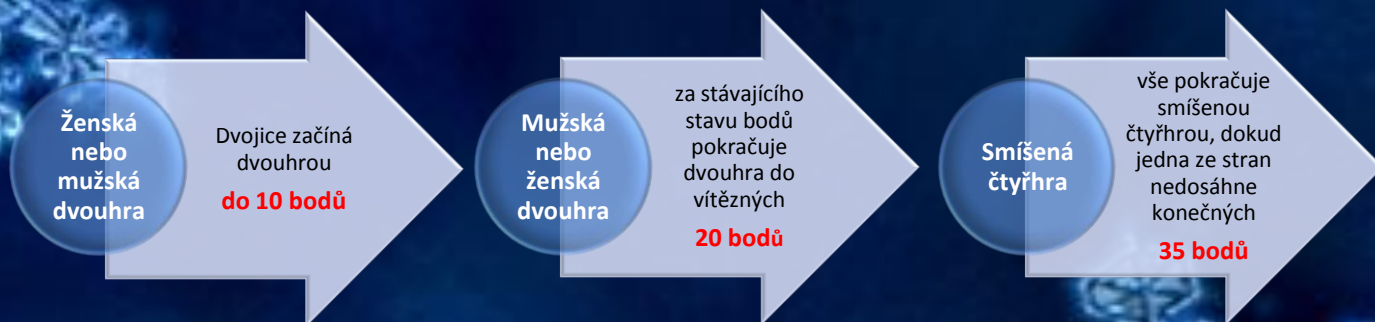 Ženská
nebo
mužská
dvouhra
Dvojice začíná
dvouhrou
do 10 bodů
Mužská
nebo
ženská
dvouhra
za stávajícího
stavu bodů
pokračuje
dvouhra do
vítězných
20 bodů
Smíšená
čtyřhra
vše pokračuje
smíšenou
čtyřhrou, dokud
jedna ze stran
nedosáhne
konečných
35 bodů